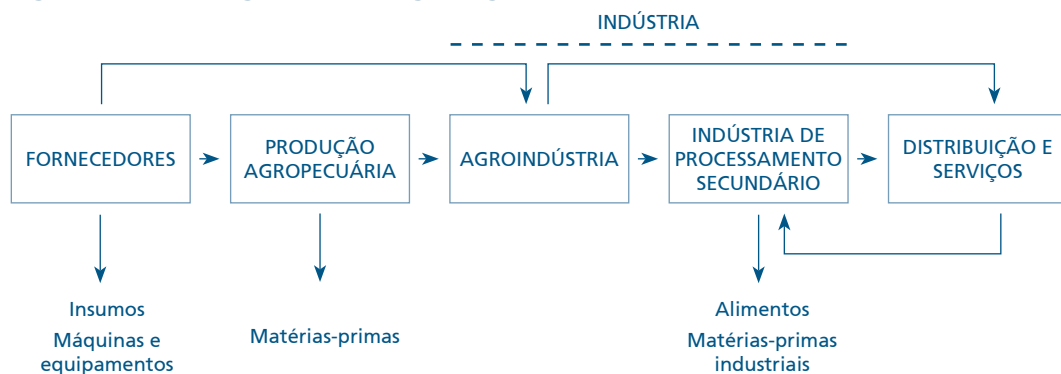 INDÚSTRIA
FORNECEDORES
PRODUÇÃO
AGROPECUÁRIA
AGROINDÚSTRIA
INDÚSTRIA DE
PROCESSAMENTO
SECUNDÁRIO
DISTRIBUIÇÃO E
SERVIÇOS
Insumos
Máquinas e
equipamentos
Matérias-primas
Alimentos
Matérias-primas
industriais